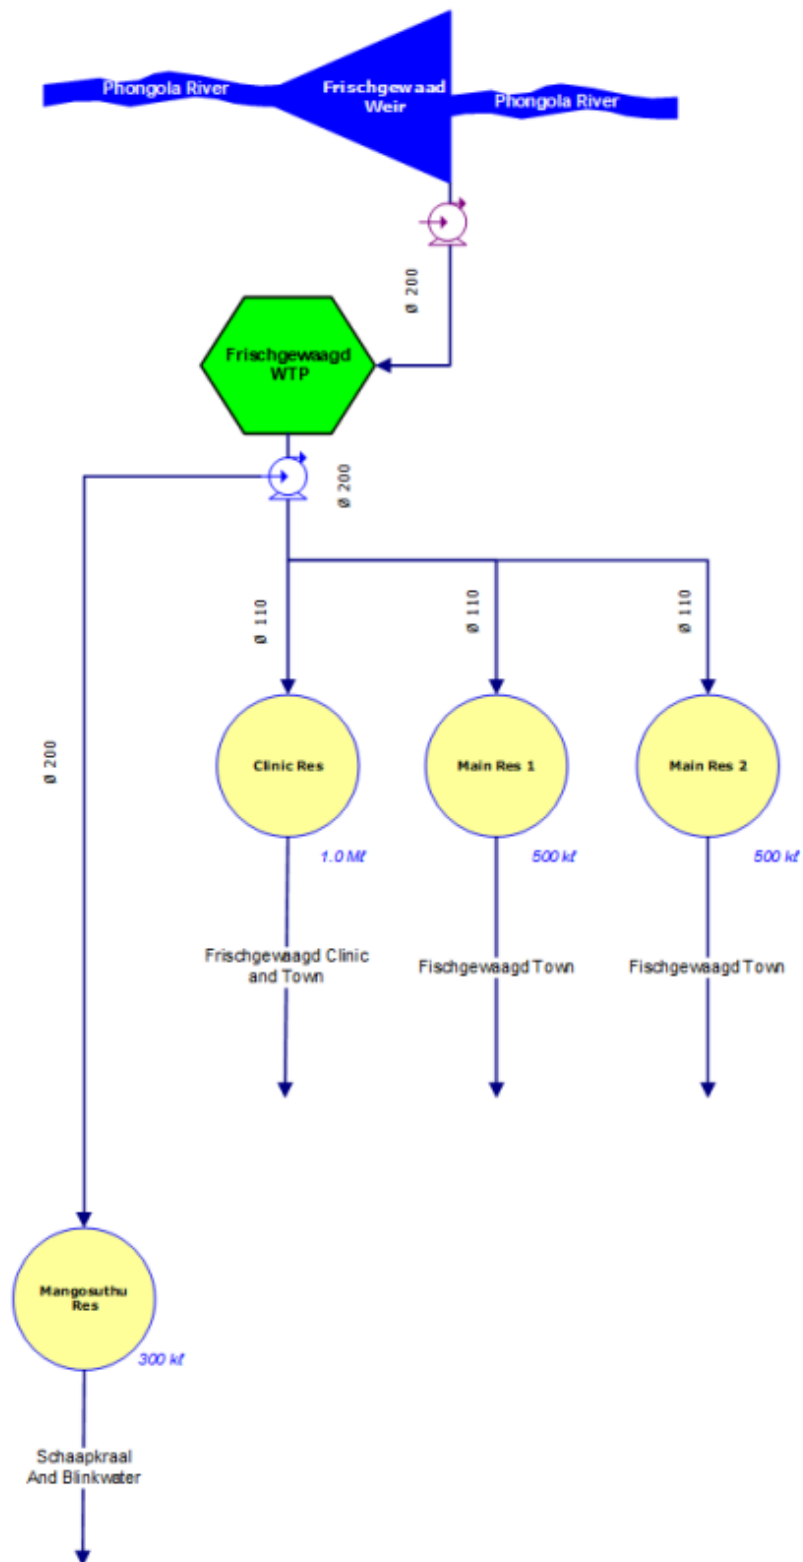 Phongola River
Frischgewaad
Weir
Phongola River
Ø 200
Frischgewaagd
WTP
Ø 200
Ø 110
Ø 110
Ø 110
Ø 200
Clinic Res
Main Res 1
Main Res 2
1.0 Mℓ
500 kℓ
500 kℓ
Frischgewaagd Clinic
and Town
Fischgewaagd Town
Fischgewaagd Town
Mangosuthu
Res
300 kℓ
Schaapkraal
And Blinkwater